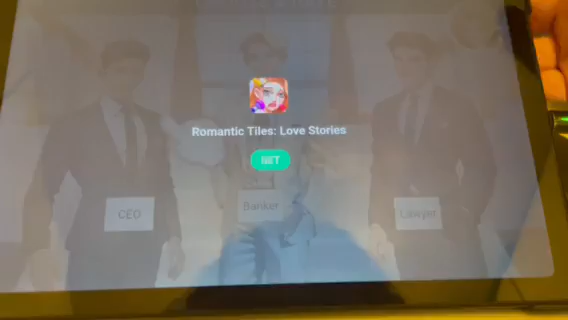 Romantic Tiles: Love Stories
GET
CEO
Banker
Lawyer